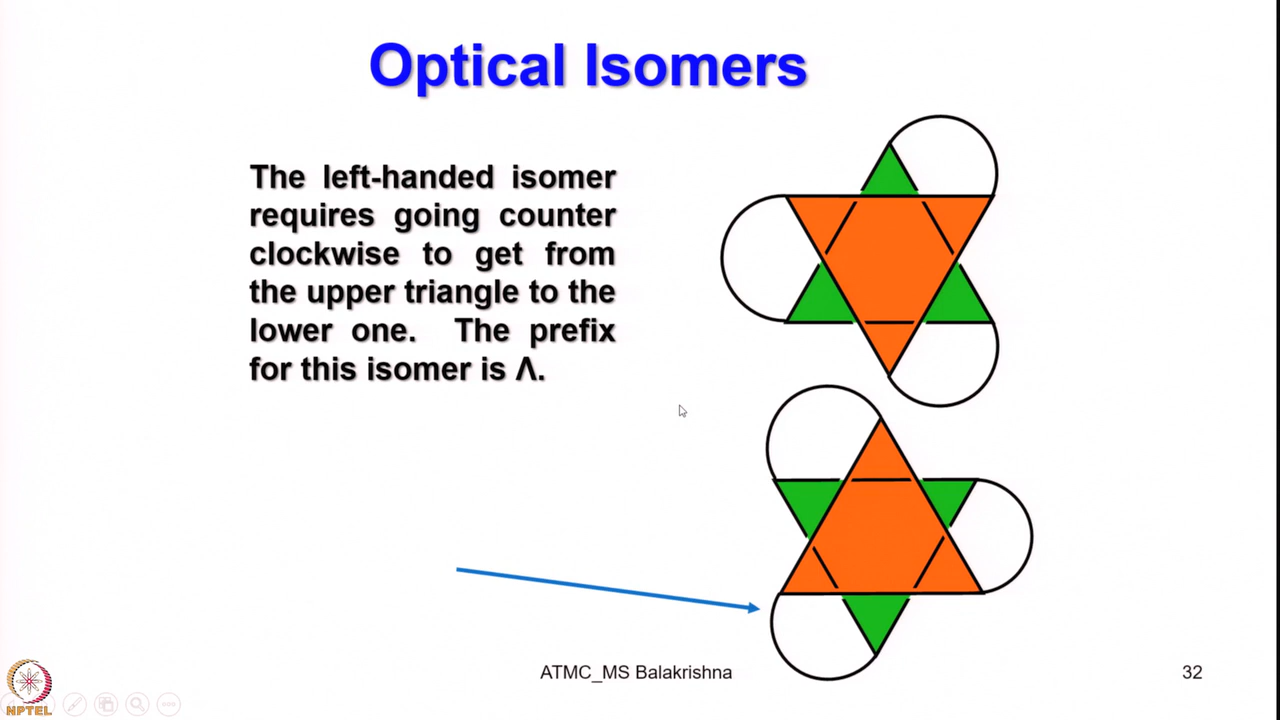 Optical Isomers
The left-handed isomer
requires going counter
clockwise to get from
the upper triangle to the
lower one. The prefix
for this isomer is Λ.
ATMC_MS Balakrishna
32
NPTEL